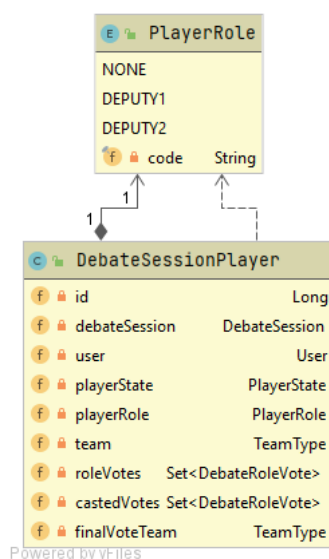 E PlayerRole
NONE
DEPUTY1
DEPUTY2
f code String
1
1
C DebateSessionPlayer
f id Long
f debateSession DebateSession
f user User
f playerState PlayerState
f playerRole PlayerRole
f team TeamType
f roleVotes Set<DebateRoleVote>
f castedVotes Set<DebateRoleVote>
f finalVoteTeam TeamType
Powered by yFiles